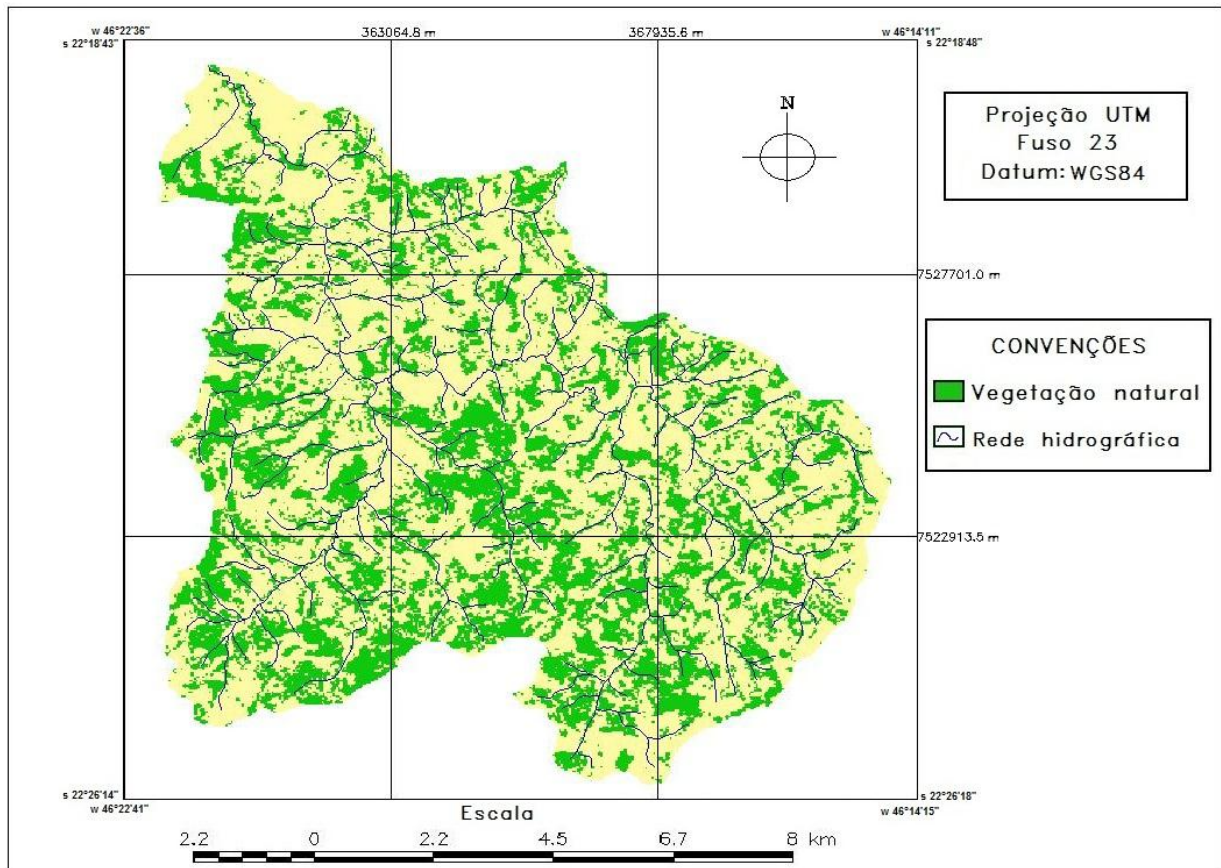 w 46°22'36"
363064.8 m
367935.6 m
w 46°14'11"
s 22°18'43"
s 22°18'48"
N
Projeção UTM
Fuso 23
Datum: WGS84
7527701.0 m
CONVENÇÕES
Vegetação natural
Rede hidrográfica
7522913.5 m
s 22°26'14"
s 22°26'18"
w 46°22'41"
w 46°14'15"
Escala
2.2 0 2.2 4.5 6.7 8 km